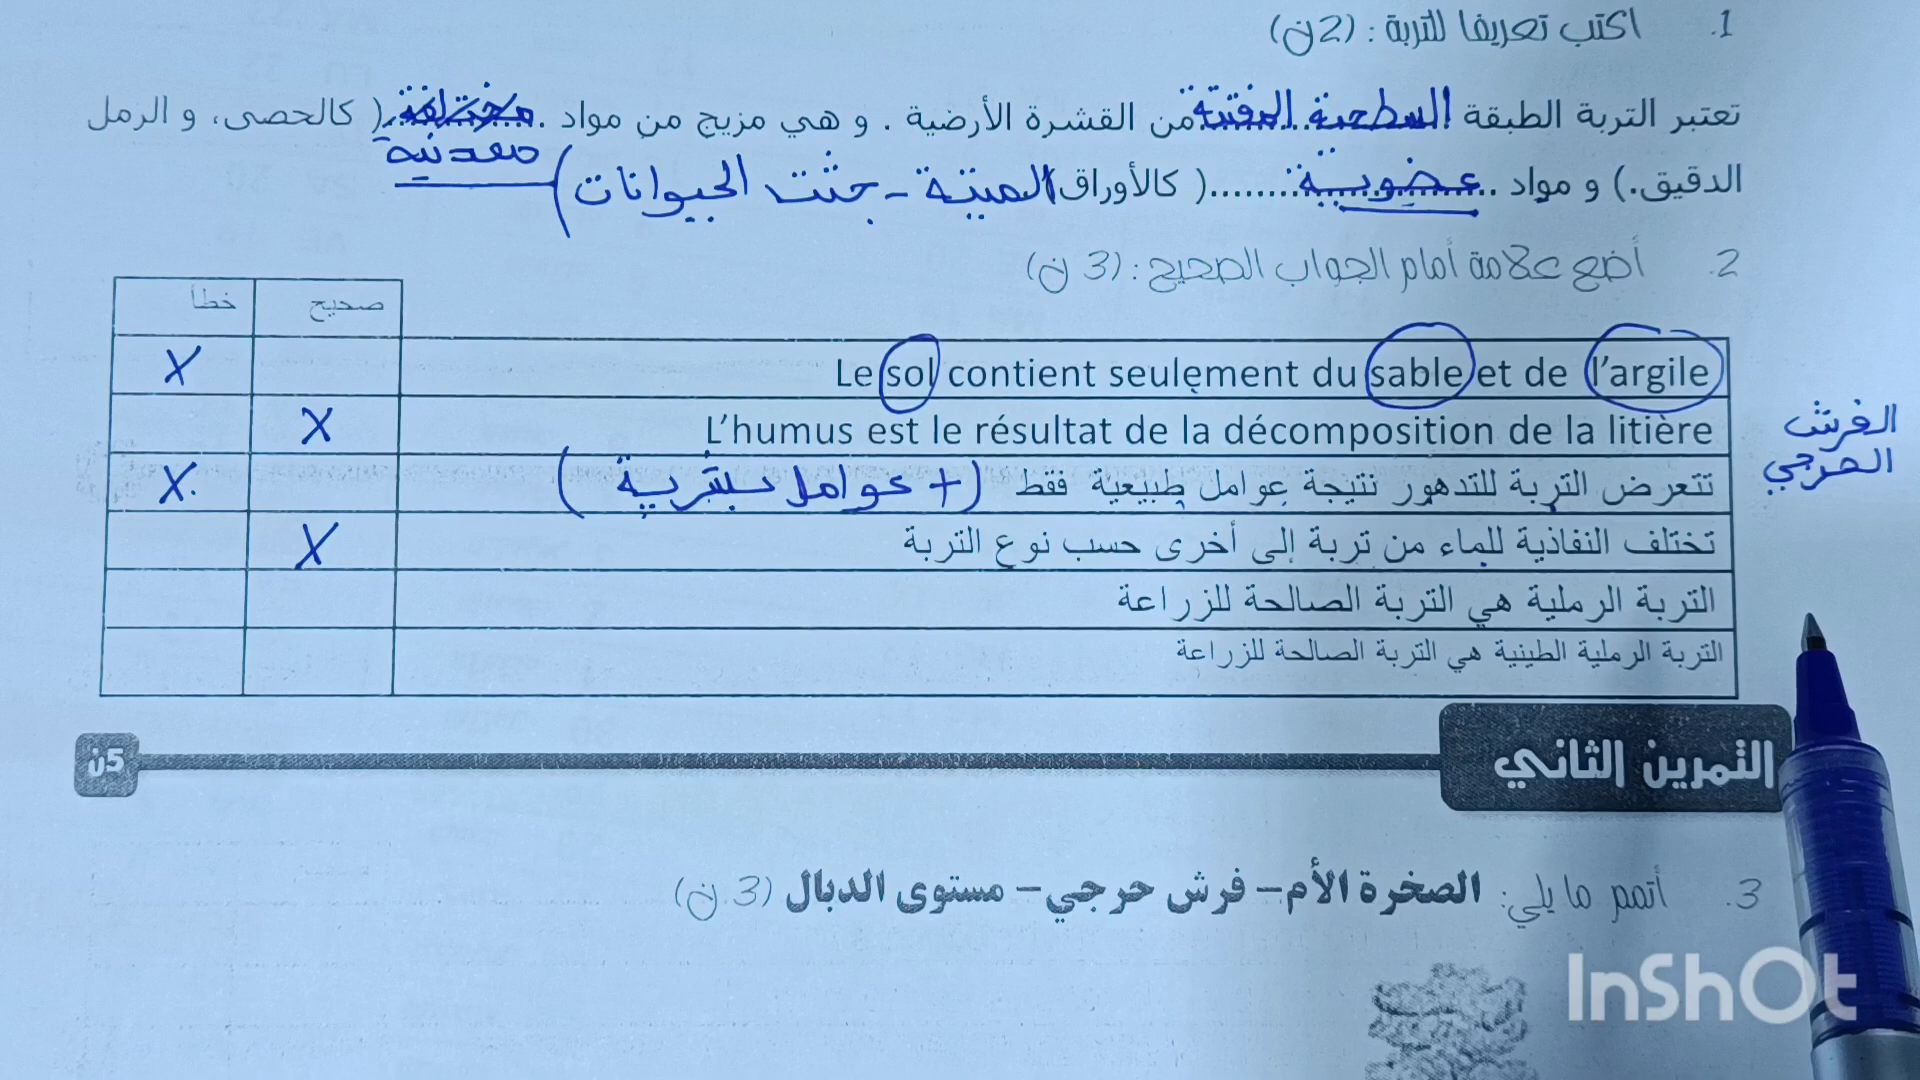 1. اكتب تعريفا للتربة : (2ن)
تعتبر التربة الطبقة السطحية المفتتة من القشرة الأرضية . و هي مزيج من مواد مختلفة ( كالحصى، و الرمل
معدنية
الدقيق.) و مواد عضوية ( كالأوراق الميتة - جثث الحيوانات )
2. أضع علامة أمام الجواب الصحيح : (3 ن)
صحيح خطأ
Le sol contient seulement du sable et de l'argile X
L'humus est le résultat de la décomposition de la litière X
الفرش
الحرجي
تتعرض التربة للتدهور نتيجة عوامل طبيعية فقط ( + عوامل بشرية ) X
تختلف النفاذية للماء من تربة إلى أخرى حسب نوع التربة X
التربة الرملية هي التربة الصالحة للزراعة
التربة الرملية الطينية هي التربة الصالحة للزراعة
التمرين الثاني 5ن
3. أتمم ما يلي: الصخرة الأم – فرش حرجي – مستوى الدبال (3 ن)
InShOt